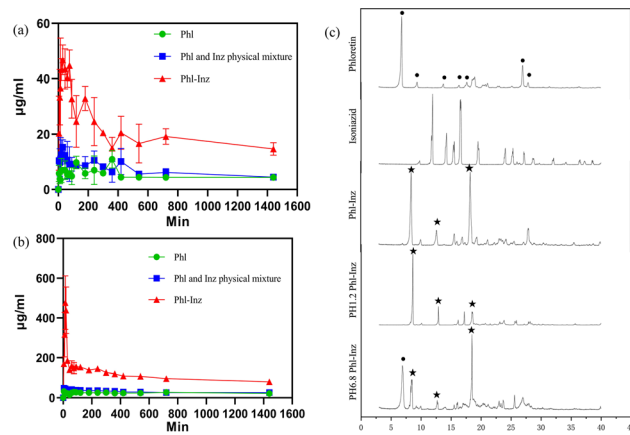 (a)
60
40
20
0
µg/ml
0 200 400 600 800 1000 1200 1400 1600
Min
Phl
Phl and Inz physical mixture
Phl-Inz
(b)
800
600
400
200
0
µg/ml
0 200 400 600 800 1000 1200 1400 1600
Min
Phl
Phl and Inz physical mixture
Phl-Inz
(c)
Phloretin
Isoniazid
Phl-Inz
PH1.2 Phl-Inz
PH6.8 Phl-Inz
5 10 15 20 25 30 35 40